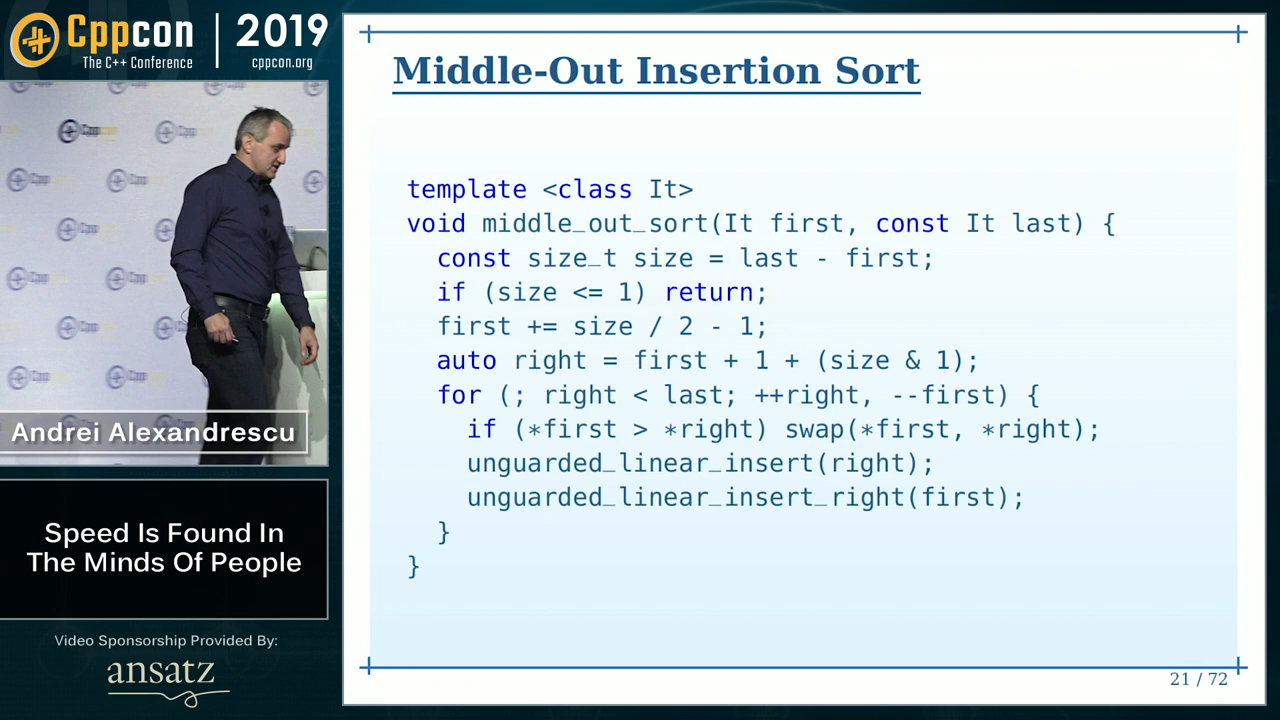 Cppcon | 2019
The C++ Conference cppcon.org
Andrei Alexandrescu
Speed Is Found In
The Minds Of People
Video Sponsorship Provided By:
ansatz
Middle-Out Insertion Sort
template <class It>
void middle_out_sort(It first, const It last) {
  const size_t size = last - first;
  if (size <= 1) return;
  first += size / 2 - 1;
  auto right = first + 1 + (size & 1);
  for (; right < last; ++right, --first) {
    if (*first > *right) swap(*first, *right);
    unguarded_linear_insert(right);
    unguarded_linear_insert_right(first);
  }
}
21 / 72